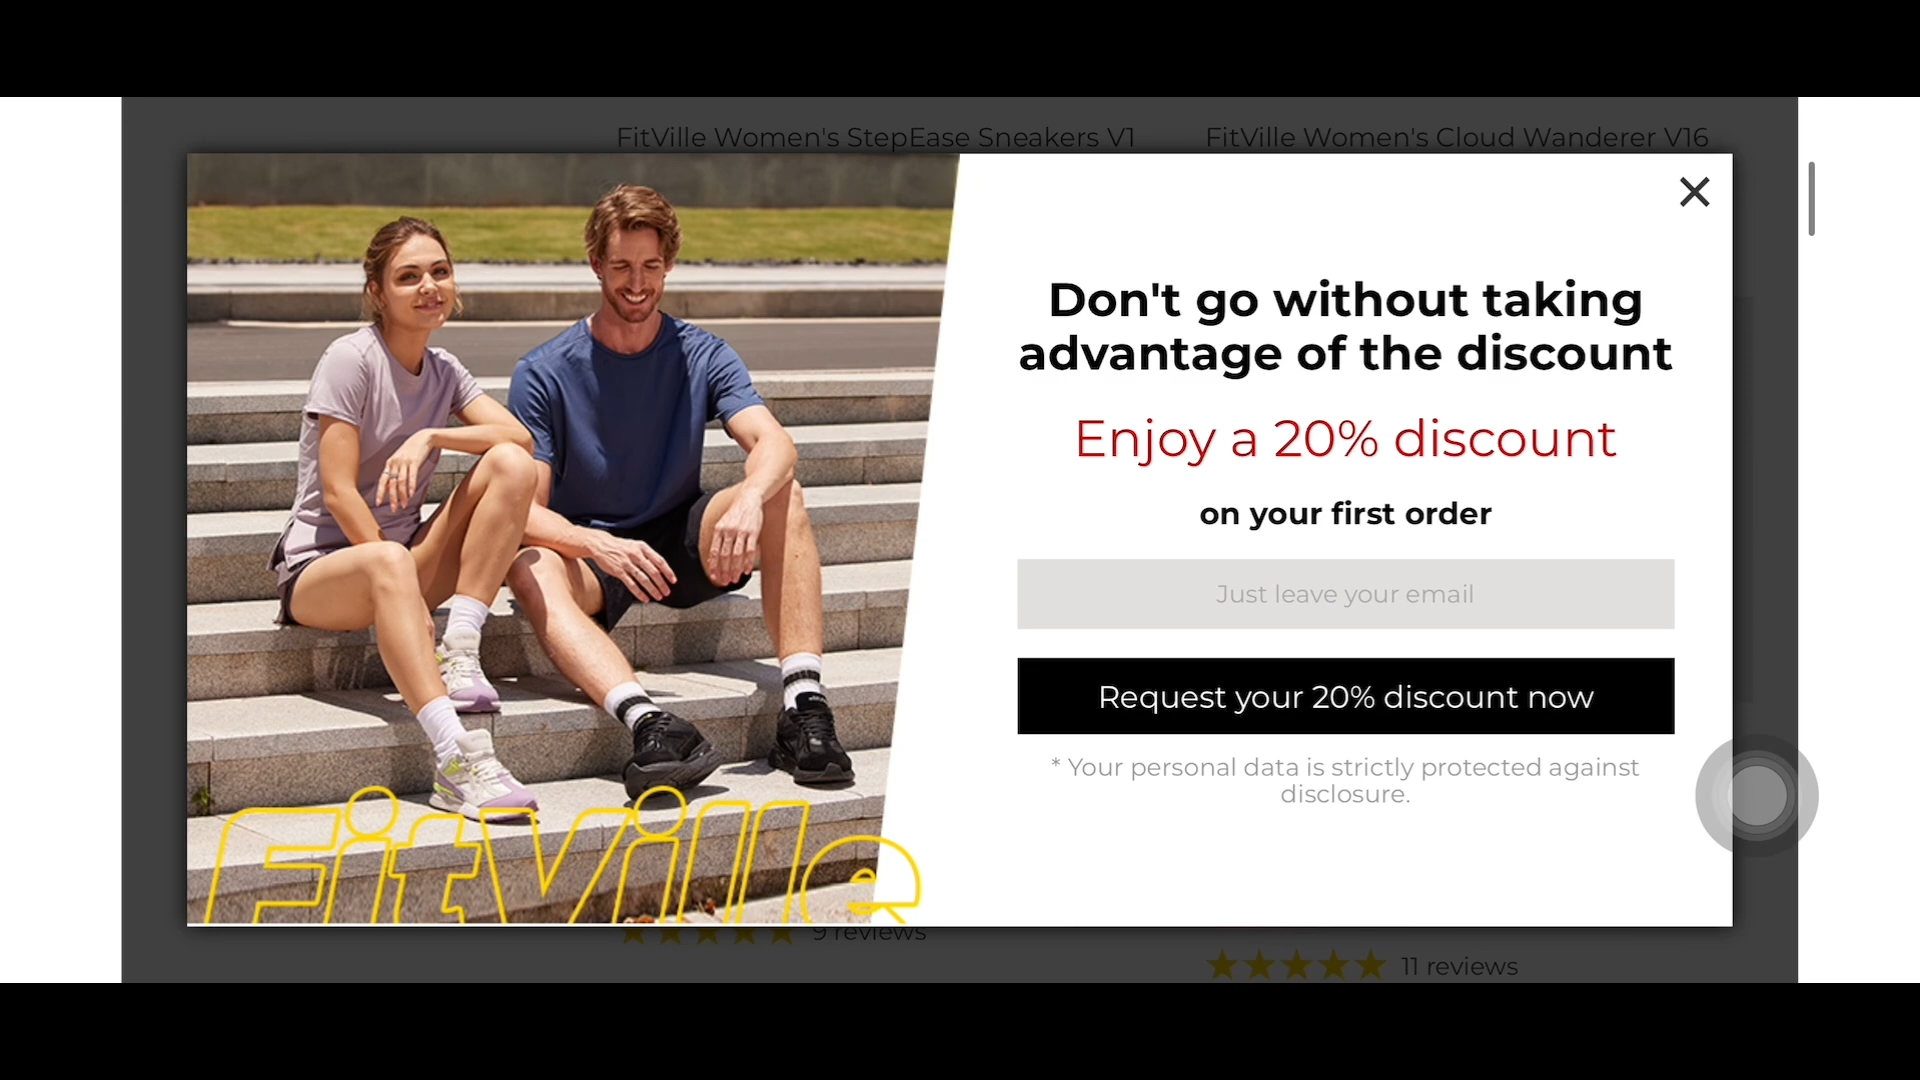 FitVille Women's StepEase Sneakers V1
FitVille Women's Cloud Wanderer V16
Don't go without taking
advantage of the discount
Enjoy a 20% discount
on your first order
Just leave your email
Request your 20% discount now
* Your personal data is strictly protected against
disclosure.
FitVille
9 reviews
11 reviews